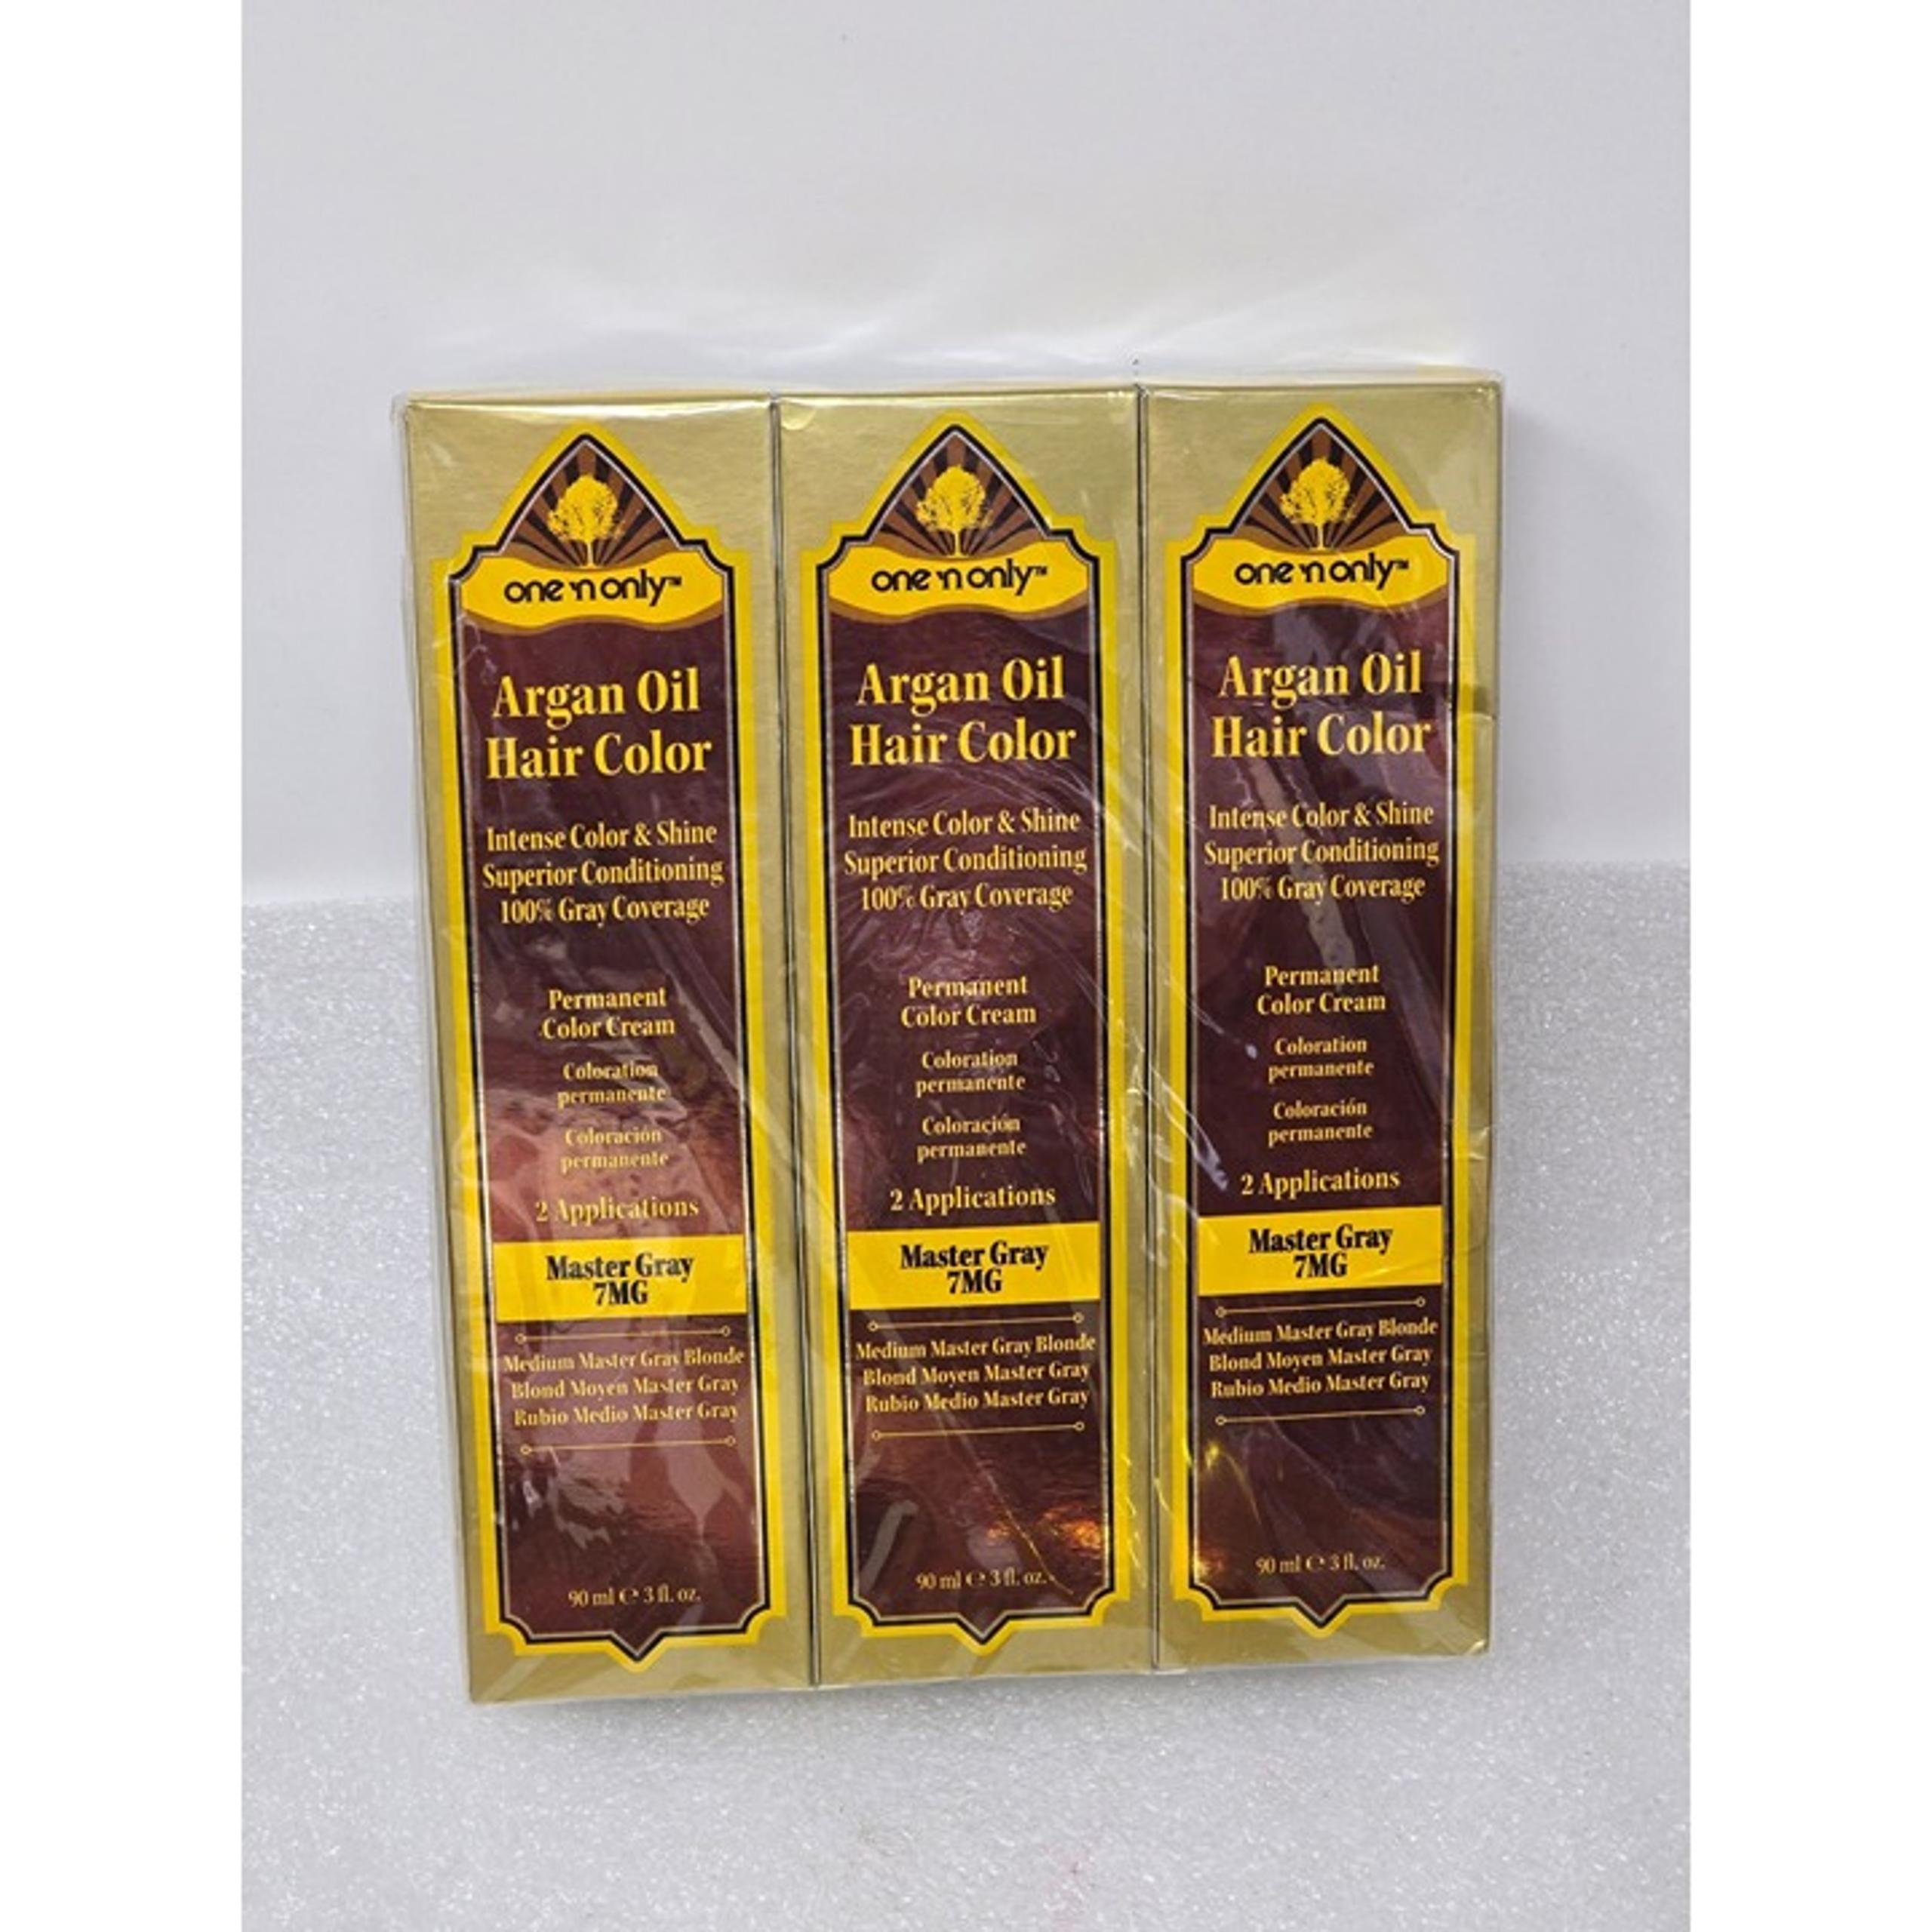 one 'n only™
Argan Oil
Hair Color
Intense Color & Shine
Superior Conditioning
100% Gray Coverage
Permanent
Color Cream
Coloration
permanente
Coloración
permanente
2 Applications
Master Gray
7MG
Medium Master Gray Blonde
Blond Moyen Master Gray
Rubio Medio Master Gray
90 ml ℮ 3 fl. oz.
one 'n only™
Argan Oil
Hair Color
Intense Color & Shine
Superior Conditioning
100% Gray Coverage
Permanent
Color Cream
Coloration
permanente
Coloración
permanente
2 Applications
Master Gray
7MG
Medium Master Gray Blonde
Blond Moyen Master Gray
Rubio Medio Master Gray
90 ml ℮ 3 fl. oz.
one 'n only™
Argan Oil
Hair Color
Intense Color & Shine
Superior Conditioning
100% Gray Coverage
Permanent
Color Cream
Coloration
permanente
Coloración
permanente
2 Applications
Master Gray
7MG
Medium Master Gray Blonde
Blond Moyen Master Gray
Rubio Medio Master Gray
90 ml ℮ 3 fl. oz.